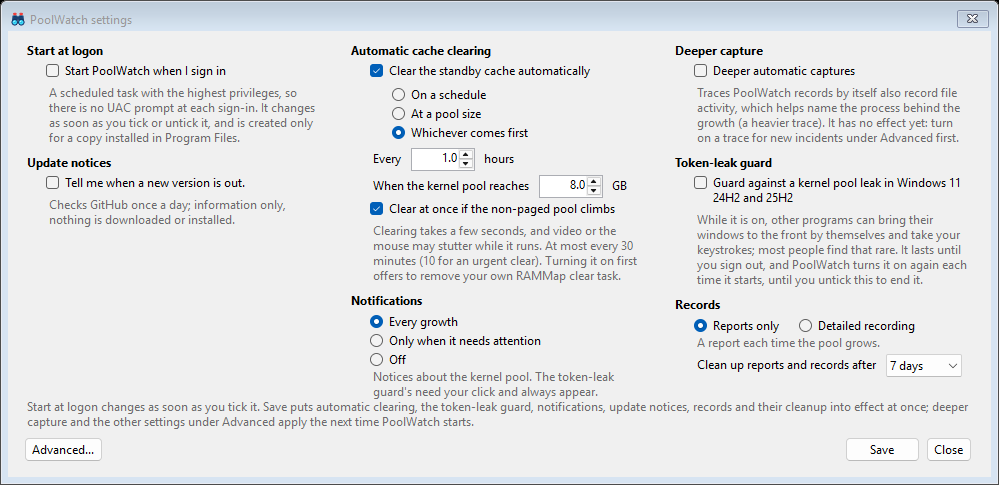 PoolWatch settings
Start at logon
Start PoolWatch when I sign in
A scheduled task with the highest privileges, so
there is no UAC prompt at each sign-in. It changes
as soon as you tick or untick it, and is created only
for a copy installed in Program Files.
Update notices
Tell me when a new version is out.
Checks GitHub once a day; information only,
nothing is downloaded or installed.
Automatic cache clearing
Clear the standby cache automatically
On a schedule
At a pool size
Whichever comes first
Every 1.0 hours
When the kernel pool reaches 8.0 GB
Clear at once if the non-paged pool climbs
Clearing takes a few seconds, and video or the
mouse may stutter while it runs. At most every 30
minutes (10 for an urgent clear). Turning it on first
offers to remove your own RAMMap clear task.
Notifications
Every growth
Only when it needs attention
Off
Notices about the kernel pool. The token-leak
guard's need your click and always appear.
Deeper capture
Deeper automatic captures
Traces PoolWatch records by itself also record file
activity, which helps name the process behind the
growth (a heavier trace). It has no effect yet: turn
on a trace for new incidents under Advanced first.
Token-leak guard
Guard against a kernel pool leak in Windows 11
24H2 and 25H2
While it is on, other programs can bring their
windows to the front by themselves and take your
keystrokes; most people find that rare. It lasts until
you sign out, and PoolWatch turns it on again each
time it starts, until you untick this to end it.
Records
Reports only Detailed recording
A report each time the pool grows.
Clean up reports and records after 7 days
Start at logon changes as soon as you tick it. Save puts automatic clearing, the token-leak guard, notifications, update notices, records and their cleanup into effect at once; deeper
capture and the other settings under Advanced apply the next time PoolWatch starts.
Advanced... Save Close